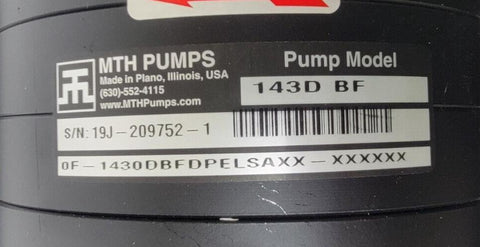 MTH PUMPS
Made in Plano, Illinois, USA
(630)-552-4115
www.MTHPumps.com
Pump Model
143D BF
S/N: 19J-209752-1
0F-1430DBFDPELSAXX-XXXXXX